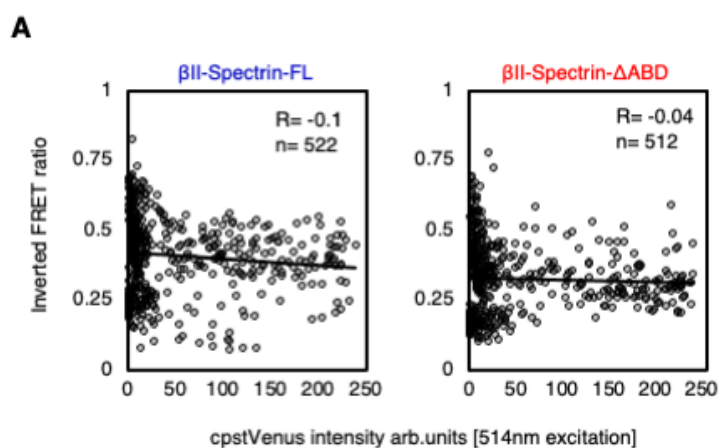 A
βII-Spectrin-FL
βII-Spectrin-ΔABD
Inverted FRET ratio
1
0.75
0.5
0.25
0
R= -0.1
n= 522
0 50 100 150 200 250
1
0.75
0.5
0.25
0
R= -0.04
n= 512
0 50 100 150 200 250
cpstVenus intensity arb.units [514nm excitation]